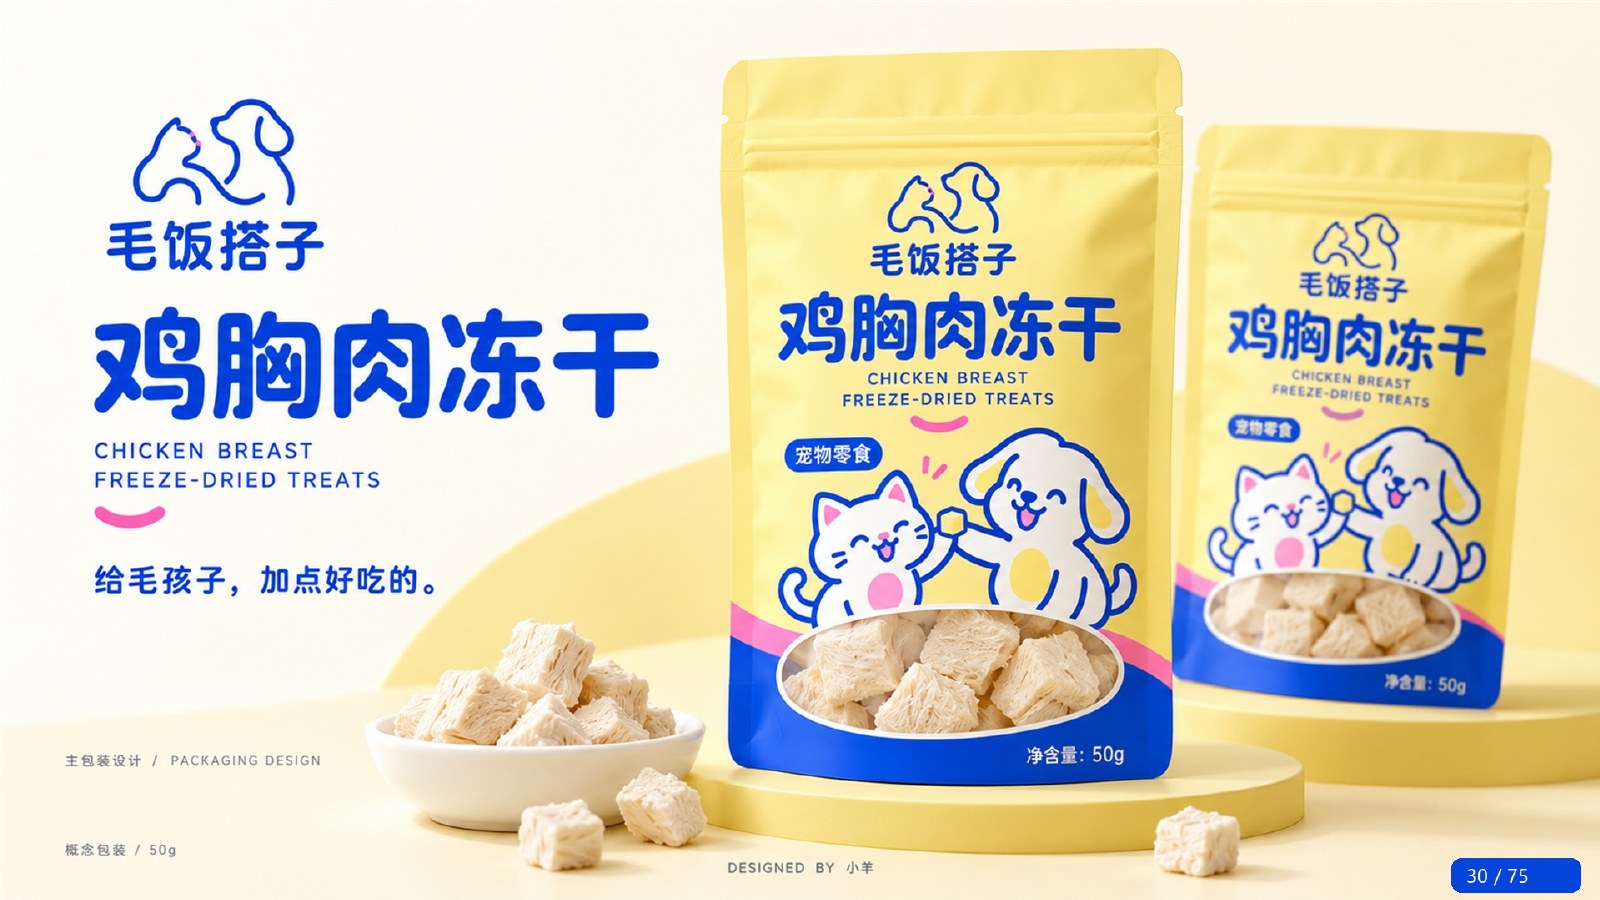 毛饭搭子
鸡胸肉冻干
CHICKEN BREAST
FREEZE-DRIED TREATS
给毛孩子，加点好吃的。
主包装设计 / PACKAGING DESIGN
概念包装 / 50g
毛饭搭子
鸡胸肉冻干
CHICKEN BREAST
FREEZE-DRIED TREATS
宠物零食
净含量：50g
毛饭搭子
鸡胸肉冻干
CHICKEN BREAST
FREEZE-DRIED TREATS
宠物零食
净含量：50g
DESIGNED BY 小羊
30 / 75